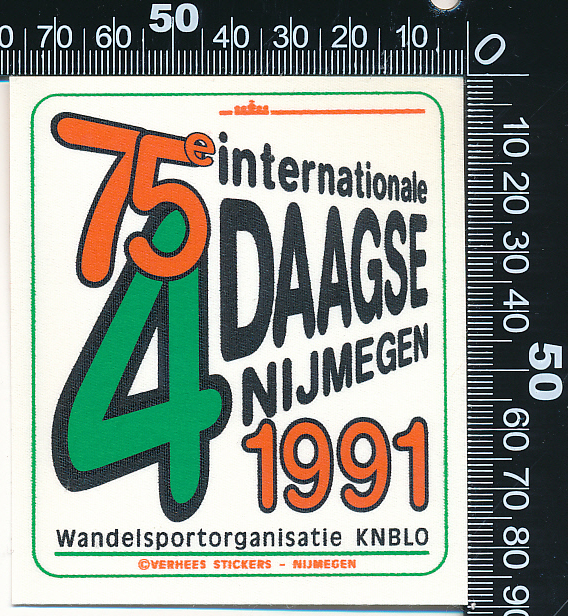 0 70 60 50 40 30 20 10 0
75e internationale
4 DAAGSE
NIJMEGEN
1991
Wandelsportorganisatie KNBLO
©VERHEES STICKERS - NIJMEGEN
10
20
30
40
50
60
70
80
90